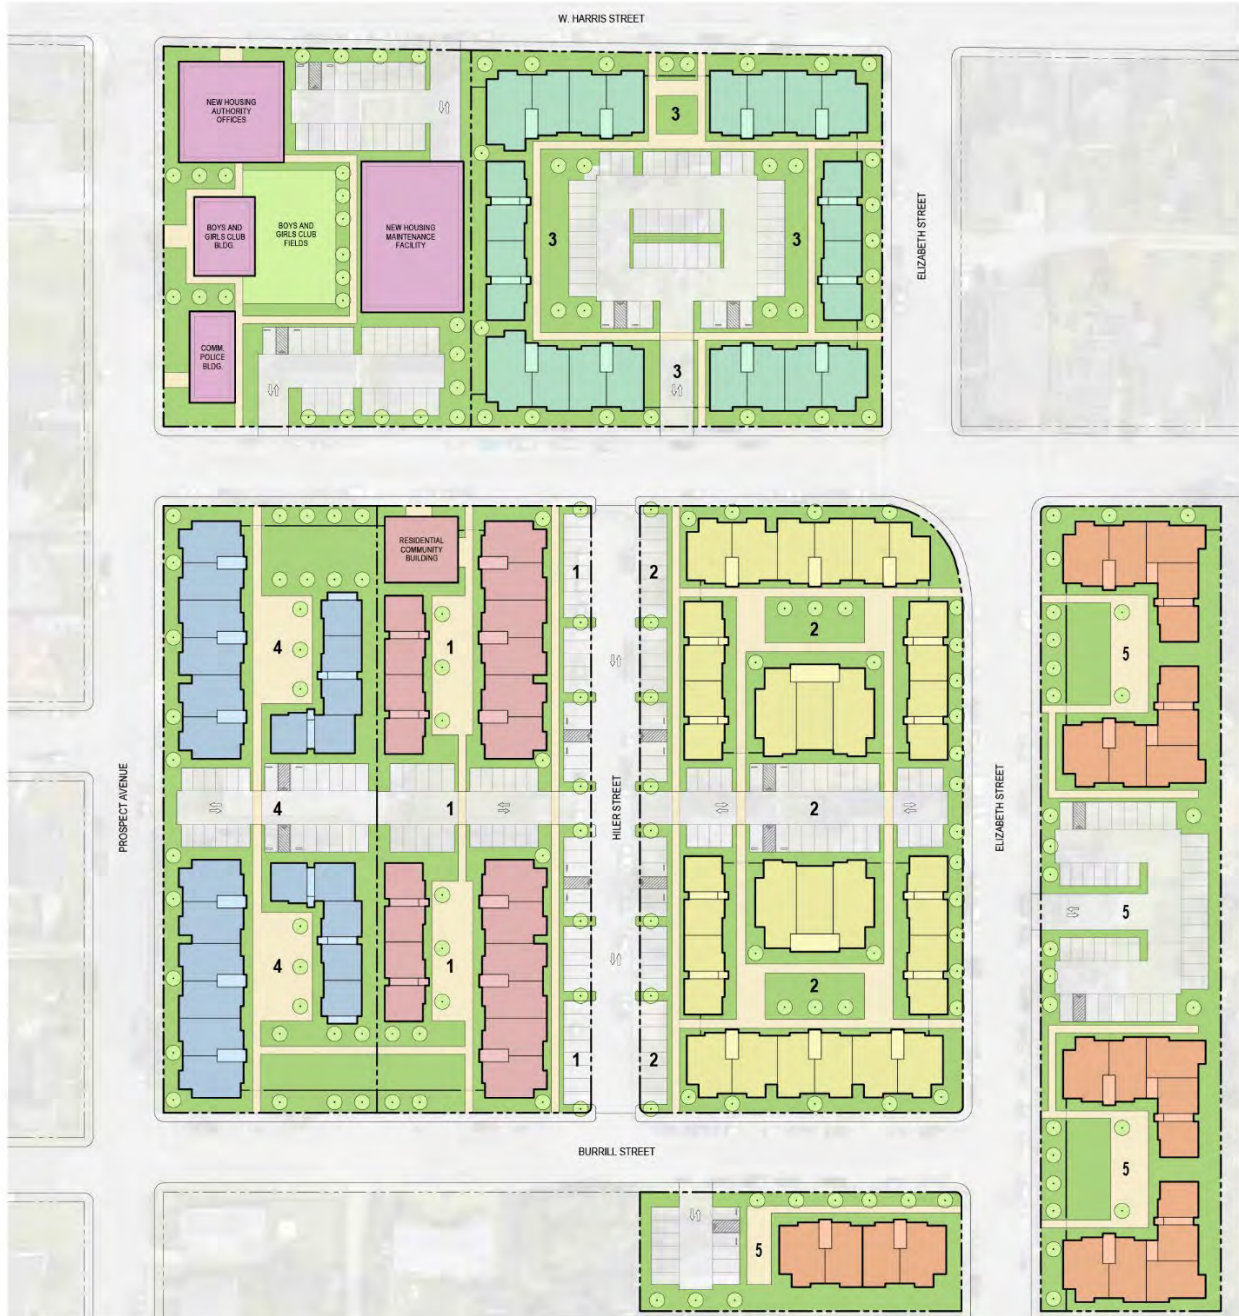 W. HARRIS STREET
NEW HOUSING
AUTHORITY
OFFICES
3
BOYS AND
GIRLS CLUB
BLDG.
BOYS AND
GIRLS CLUB
FIELDS
NEW HOUSING
MAINTENANCE
FACILITY
3
3
ELIZABETH STREET
COMM.
POLICE
BLDG.
3
RESIDENTIAL
COMMUNITY
BUILDING
1
2
4
1
2
5
PROSPECT AVENUE
4
1
HILER STREET
2
ELIZABETH STREET
5
4
1
2
1
2
5
BURRILL STREET
5